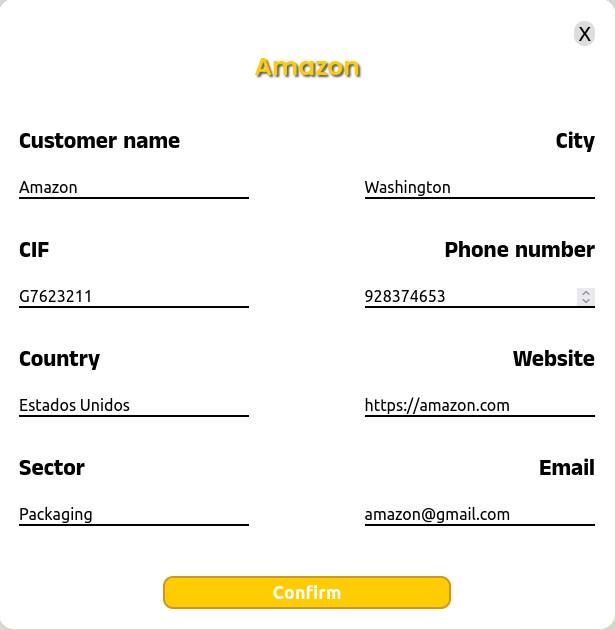 X
Amazon
Customer name City
Amazon Washington
CIF Phone number
G7623211 928374653
Country Website
Estados Unidos https://amazon.com
Sector Email
Packaging amazon@gmail.com
Confirm